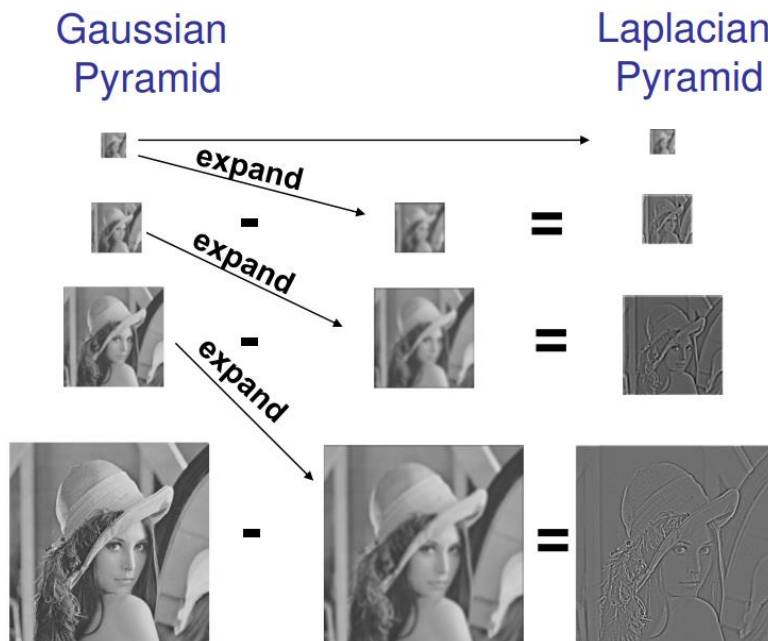 Gaussian
Pyramid
Laplacian
Pyramid
expand
- =
expand
- =
expand
- =